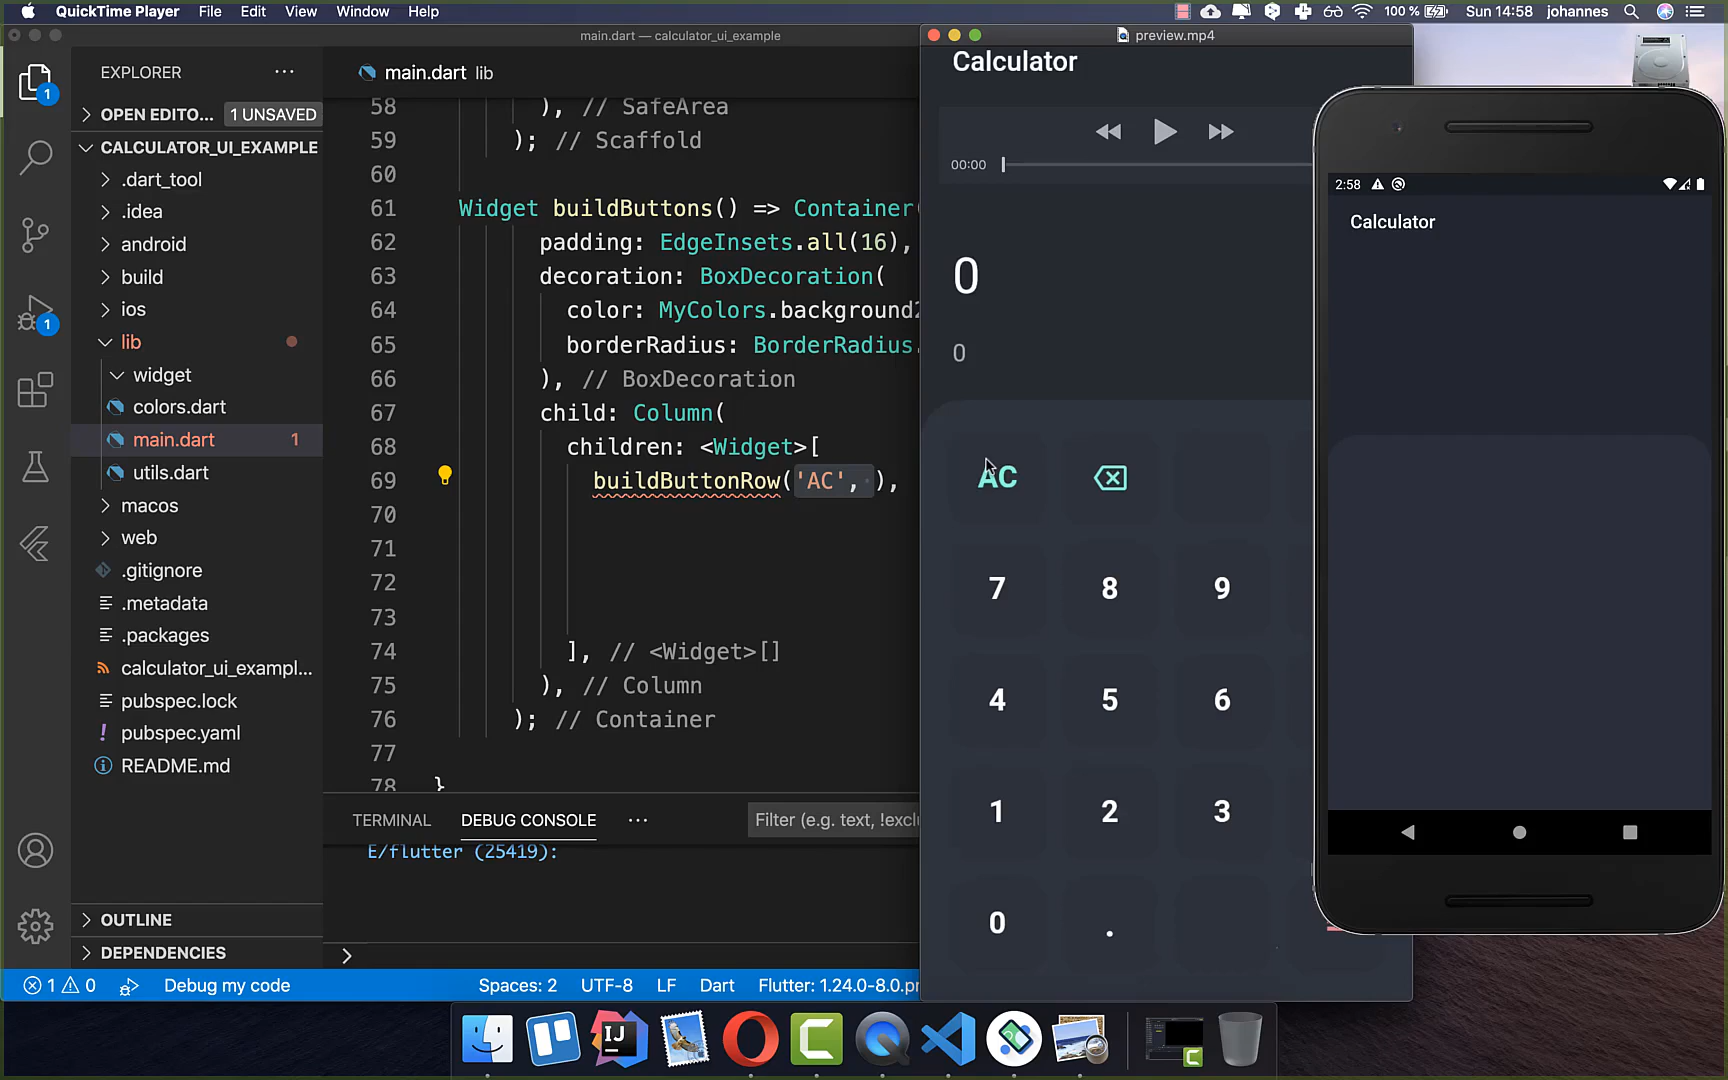 QuickTime Player File Edit View Window Help
100 % Sun 14:58 johannes
main.dart — calculator_ui_example
EXPLORER
OPEN EDITO... 1 UNSAVED
CALCULATOR_UI_EXAMPLE
.dart_tool
.idea
android
build
ios
lib
widget
colors.dart
main.dart 1
utils.dart
macos
web
.gitignore
.metadata
.packages
calculator_ui_exampl...
pubspec.lock
pubspec.yaml
README.md
OUTLINE
DEPENDENCIES
1
1
main.dart lib
58 ), // SafeArea
59 ); // Scaffold
60
61 Widget buildButtons() => Container(
62 padding: EdgeInsets.all(16),
63 decoration: BoxDecoration(
64 color: MyColors.background2
65 borderRadius: BorderRadius.
66 ), // BoxDecoration
67 child: Column(
68 children: <Widget>[
69 buildButtonRow('AC', ),
70
71
72
73
74 ], // <Widget>[]
75 ), // Column
76 ); // Container
77
78 }
TERMINAL DEBUG CONSOLE ··· Filter (e.g. text, !exclu
E/flutter (25419):
1 0 Debug my code Spaces: 2 UTF-8 LF Dart Flutter: 1.24.0-8.0.pr
preview.mp4
Calculator
00:00
0
0
AC
7 8 9
4 5 6
1 2 3
0 .
2:58
Calculator
IJ
C
C